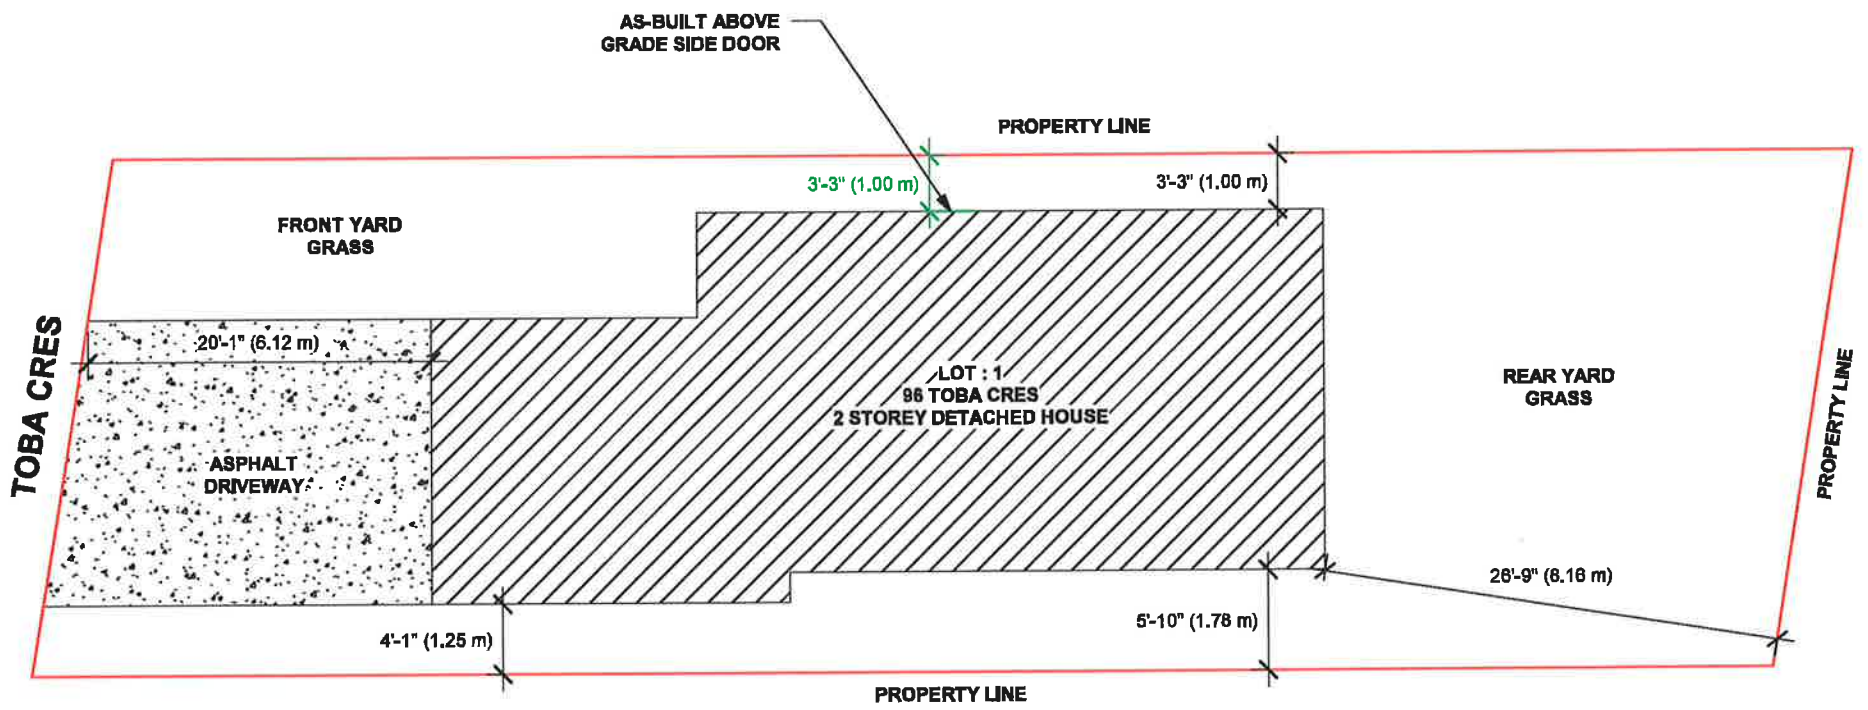 AS-BUILT ABOVE
GRADE SIDE DOOR
PROPERTY LINE
3'-3" (1.00 m)
3'-3" (1.00 m)
FRONT YARD
GRASS
TOBA CRES
20'-1" (6.12 m)
LOT : 1
96 TOBA CRES
2 STOREY DETACHED HOUSE
REAR YARD
GRASS
PROPERTY LINE
ASPHALT
DRIVEWAY
26'-9" (8.16 m)
4'-1" (1.25 m)
5'-10" (1.78 m)
PROPERTY LINE